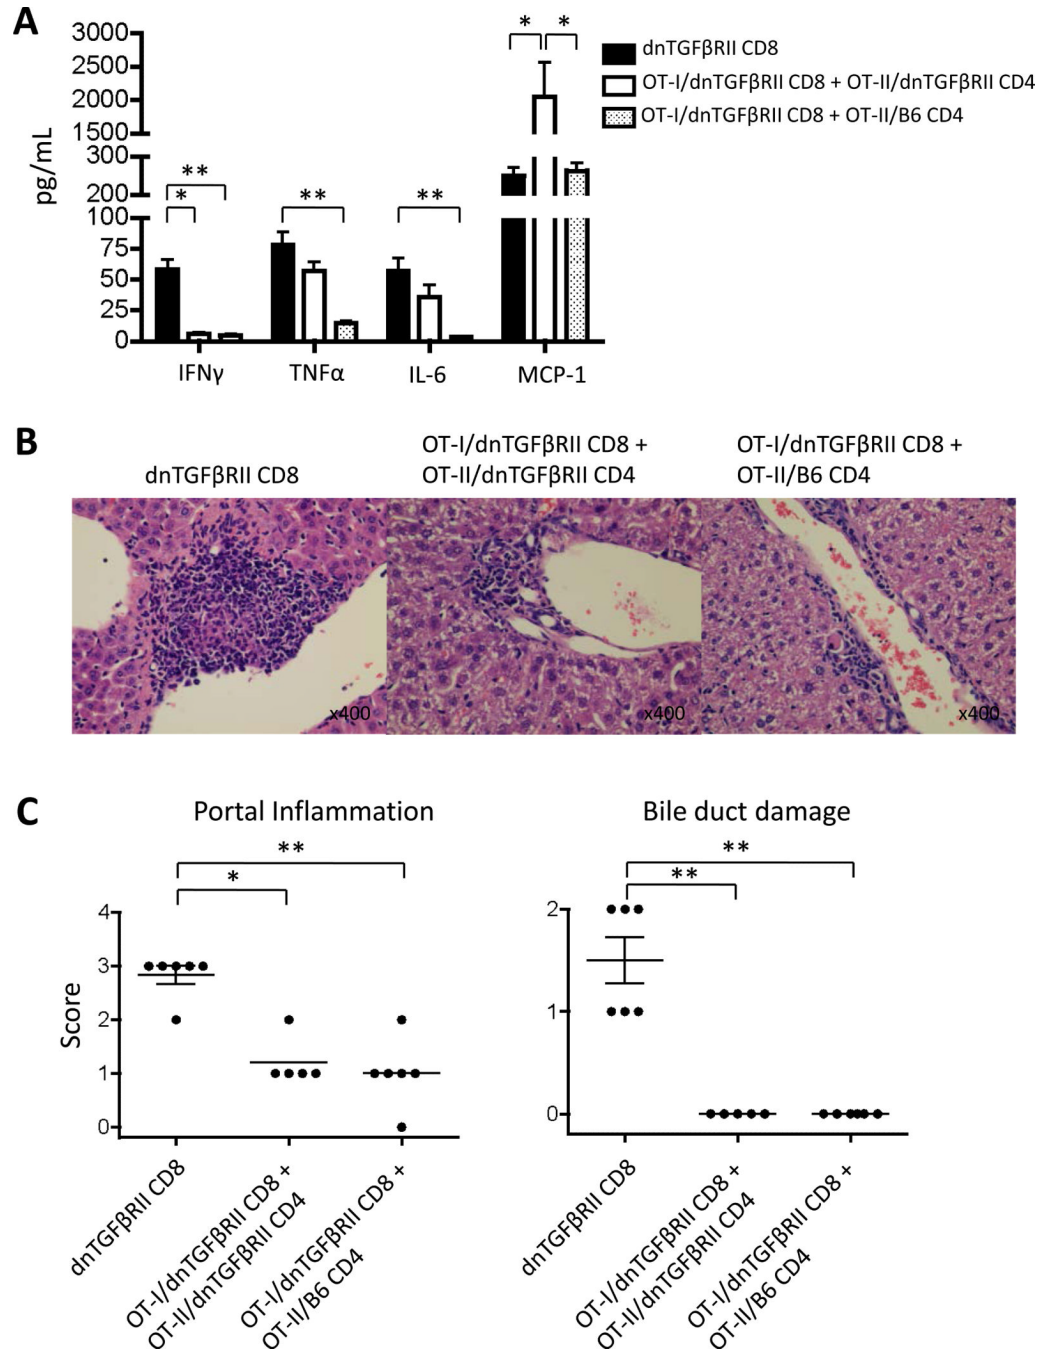 A
3000
2500
2000
1500
300
200
100
75
50
25
0
pg/mL
* *
**
*
**
**
dnTGFβRII CD8
OT-I/dnTGFβRII CD8 + OT-II/dnTGFβRII CD4
OT-I/dnTGFβRII CD8 + OT-II/B6 CD4
IFNγ TNFα IL-6 MCP-1
B
dnTGFβRII CD8
OT-I/dnTGFβRII CD8 +
OT-II/dnTGFβRII CD4
OT-I/dnTGFβRII CD8 +
OT-II/B6 CD4
x400 x400 x400
C
Portal Inflammation
**
*
4
3
2
1
0
Score
dnTGFβRII CD8
OT-I/dnTGFβRII CD8 +
OT-II/dnTGFβRII CD4
OT-I/dnTGFβRII CD8 +
OT-II/B6 CD4
Bile duct damage
**
**
2
1
0
dnTGFβRII CD8
OT-I/dnTGFβRII CD8 +
OT-II/dnTGFβRII CD4
OT-I/dnTGFβRII CD8 +
OT-II/B6 CD4